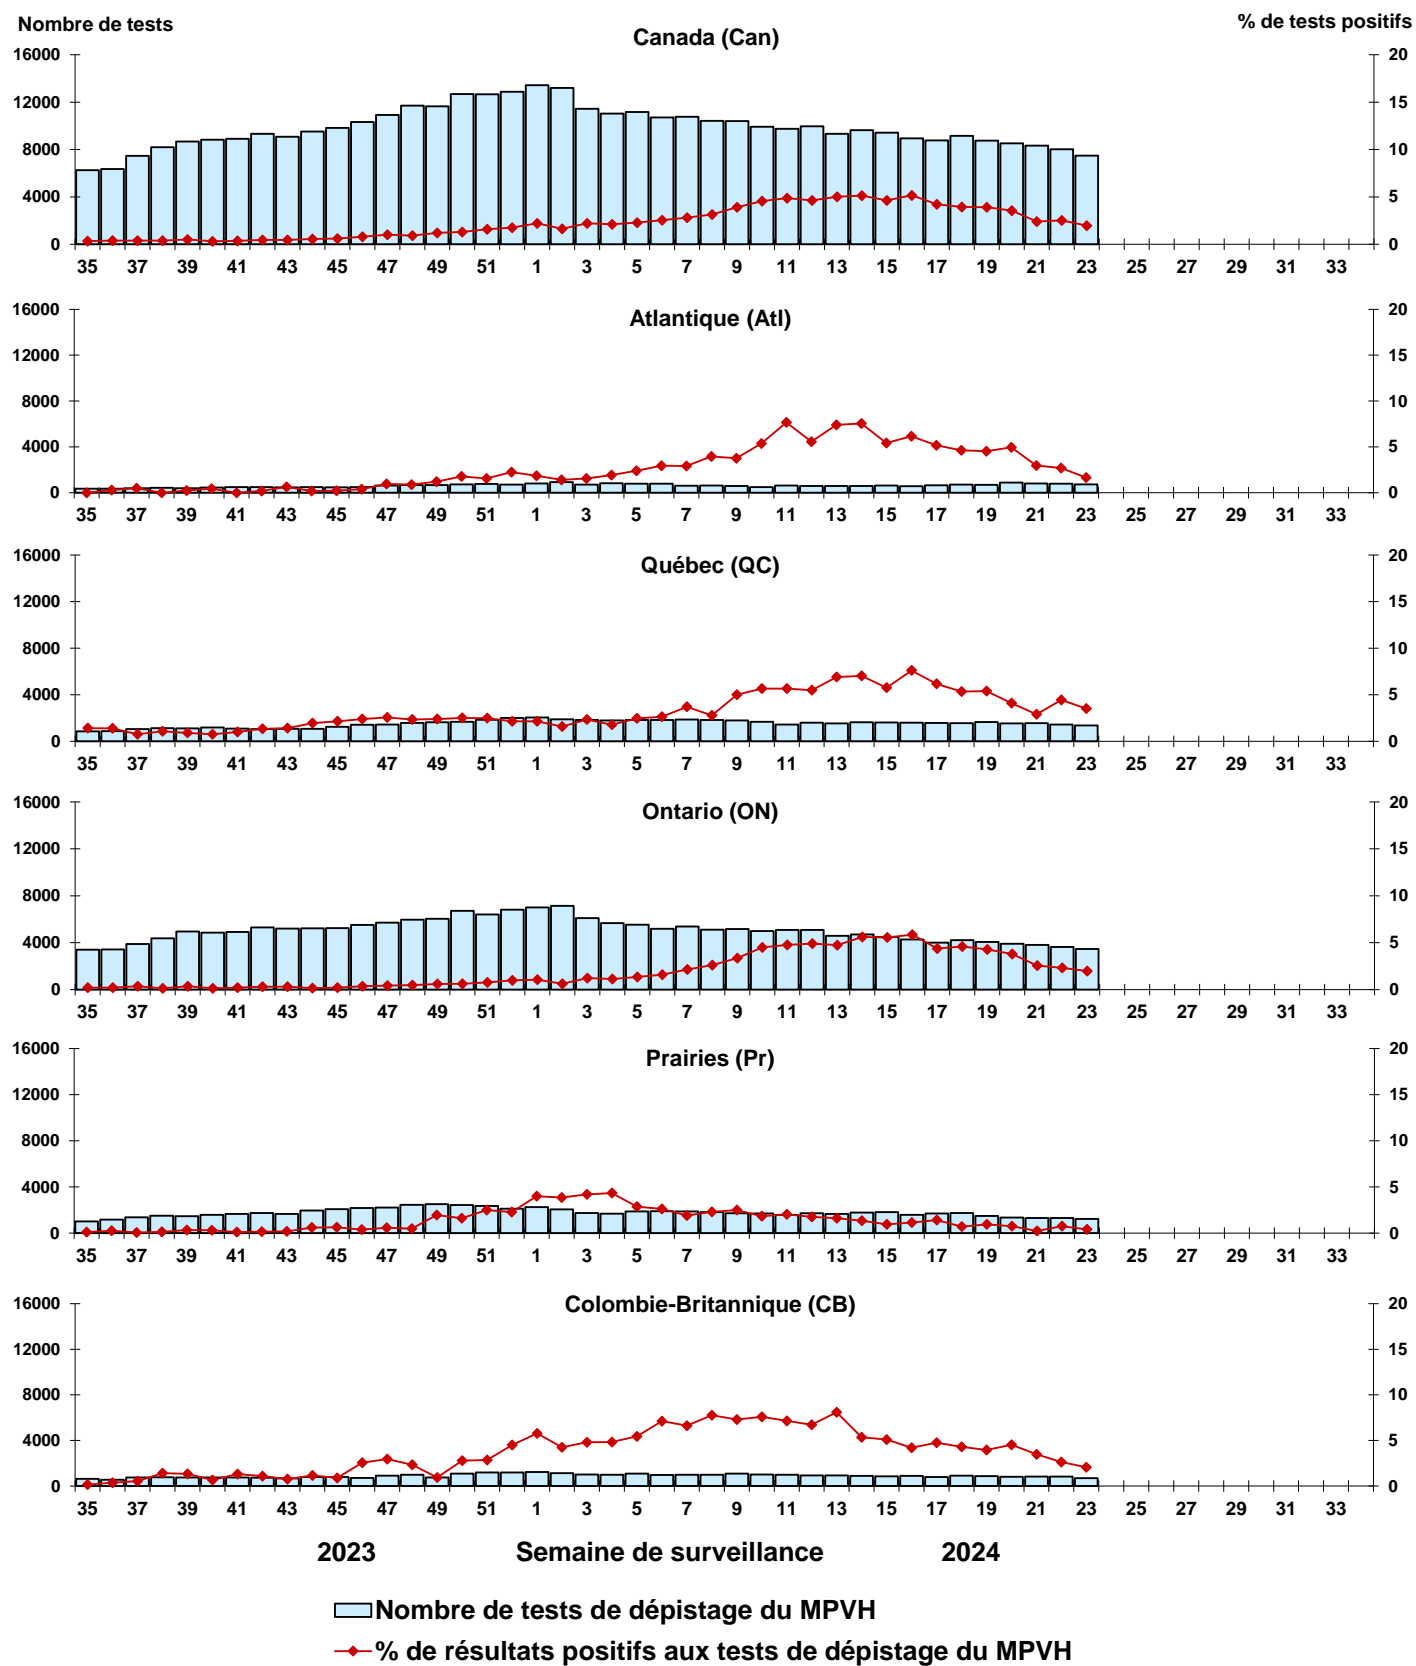 Nombre de tests
% de tests positifs
Canada (Can)
16000 20
12000 15
8000 10
4000 5
0 0
35 37 39 41 43 45 47 49 51 1 3 5 7 9 11 13 15 17 19 21 23 25 27 29 31 33
Atlantique (Atl)
16000 20
12000 15
8000 10
4000 5
0 0
35 37 39 41 43 45 47 49 51 1 3 5 7 9 11 13 15 17 19 21 23 25 27 29 31 33
Québec (QC)
16000 20
12000 15
8000 10
4000 5
0 0
35 37 39 41 43 45 47 49 51 1 3 5 7 9 11 13 15 17 19 21 23 25 27 29 31 33
Ontario (ON)
16000 20
12000 15
8000 10
4000 5
0 0
35 37 39 41 43 45 47 49 51 1 3 5 7 9 11 13 15 17 19 21 23 25 27 29 31 33
Prairies (Pr)
16000 20
12000 15
8000 10
4000 5
0 0
35 37 39 41 43 45 47 49 51 1 3 5 7 9 11 13 15 17 19 21 23 25 27 29 31 33
Colombie-Britannique (CB)
16000 20
12000 15
8000 10
4000 5
0 0
35 37 39 41 43 45 47 49 51 1 3 5 7 9 11 13 15 17 19 21 23 25 27 29 31 33
2023 Semaine de surveillance 2024
Nombre de tests de dépistage du MPVH
% de résultats positifs aux tests de dépistage du MPVH